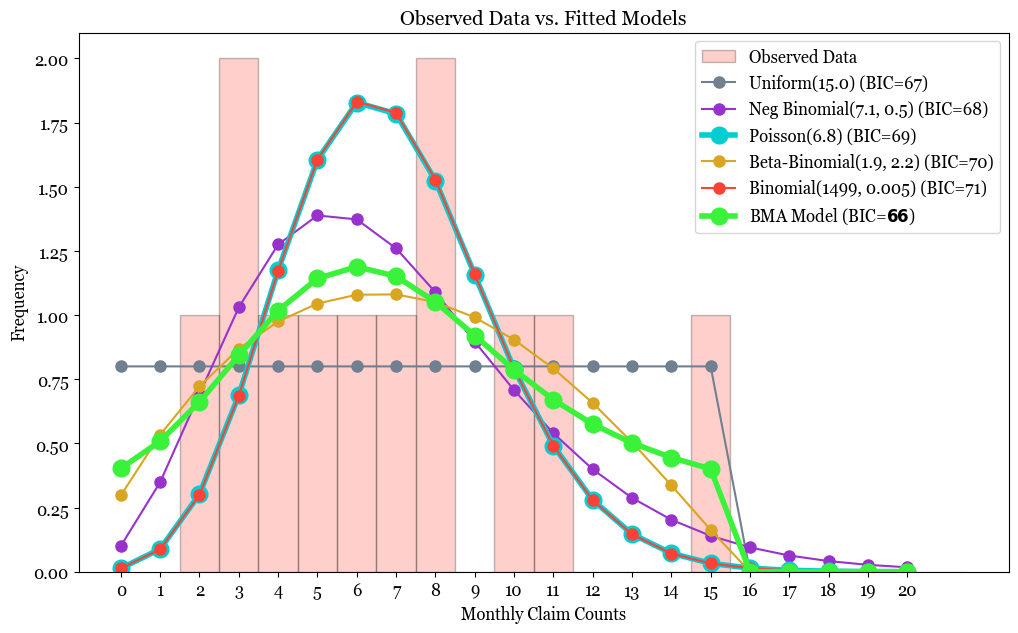 Observed Data vs. Fitted Models
Frequency
2.00
1.75
1.50
1.25
1.00
0.75
0.50
0.25
0.00
Observed Data
Uniform(15.0) (BIC=67)
Neg Binomial(7.1, 0.5) (BIC=68)
Poisson(6.8) (BIC=69)
Beta-Binomial(1.9, 2.2) (BIC=70)
Binomial(1499, 0.005) (BIC=71)
BMA Model (BIC=66)
0 1 2 3 4 5 6 7 8 9 10 11 12 13 14 15 16 17 18 19 20
Monthly Claim Counts